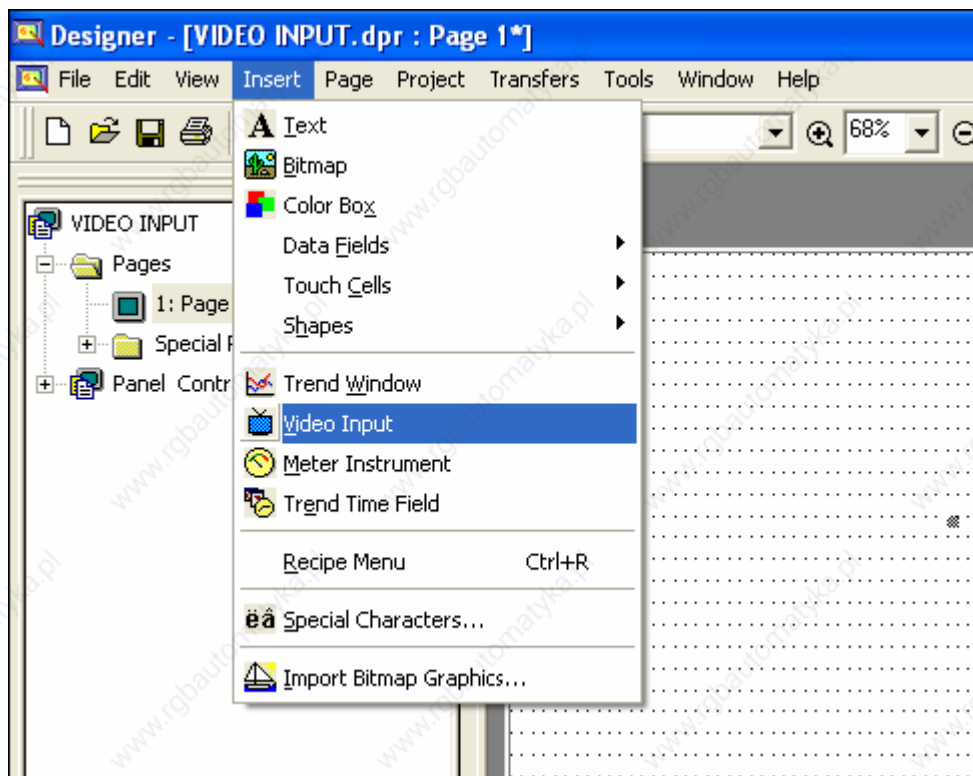 Designer - [VIDEO INPUT.dpr : Page 1*]
File Edit View Insert Page Project Transfers Tools Window Help
68%
A Text
Bitmap
Color Box
Data Fields
Touch Cells
Shapes
Trend Window
Video Input
Meter Instrument
Trend Time Field
Recipe Menu Ctrl+R
ëâ Special Characters...
Import Bitmap Graphics...
VIDEO INPUT
Pages
1: Page
Special
Panel Contr
www.rgbautomatyka.pl